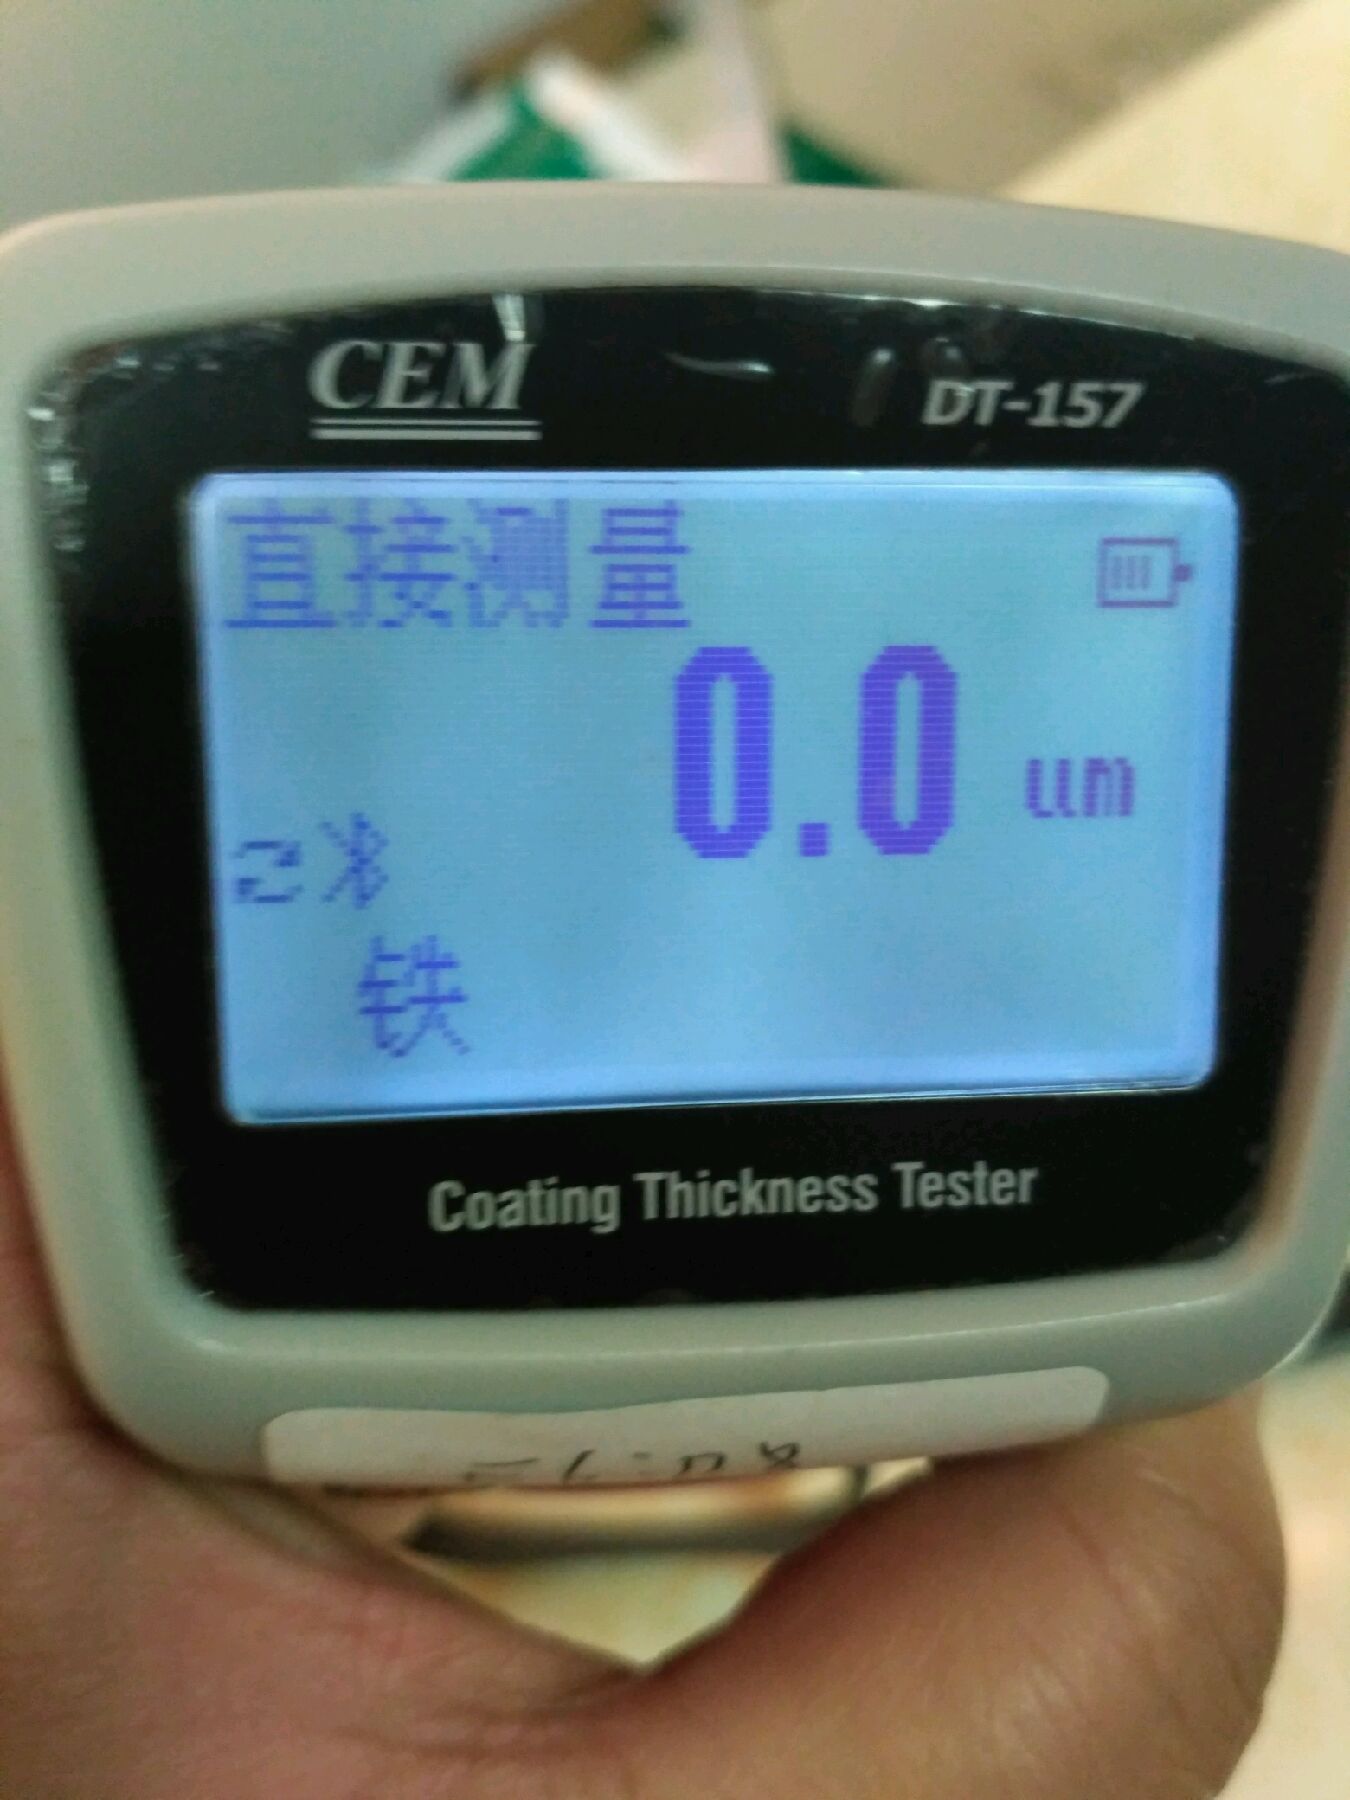 CEM
DT-157
直接测量
0.0 um
铁
Coating Thickness Tester